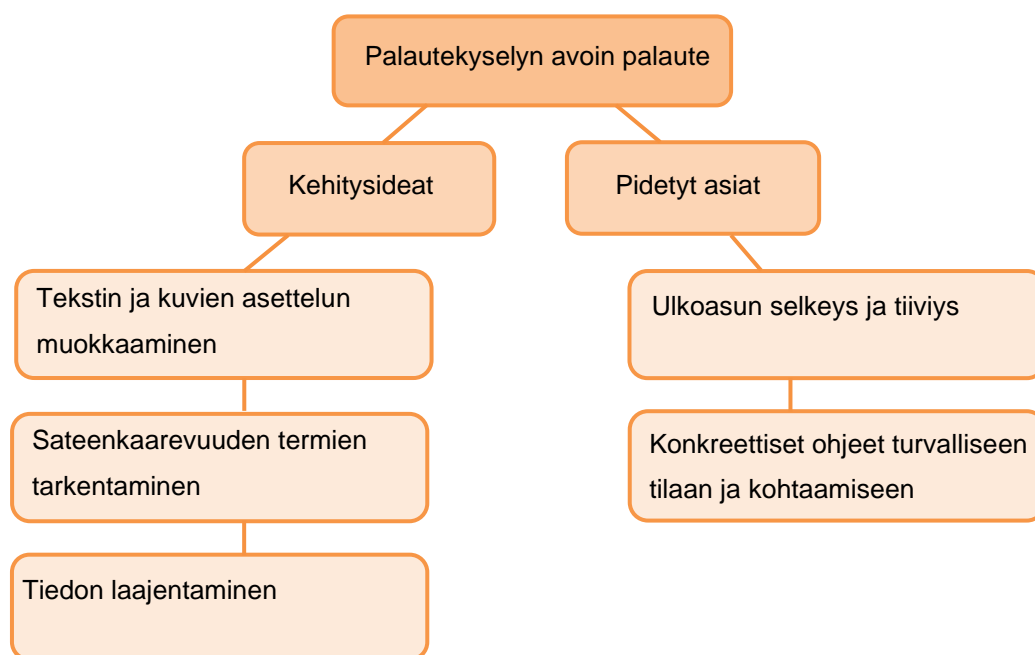 Palautekyselyn avoin palaute
Kehitysideat
Pidetyt asiat
Tekstin ja kuvien asettelun
muokkaaminen
Ulkoasun selkeys ja tiiviys
Sateenkaarevuuden termien
tarkentaminen
Konkreettiset ohjeet turvalliseen
tilaan ja kohtaamiseen
Tiedon laajentaminen